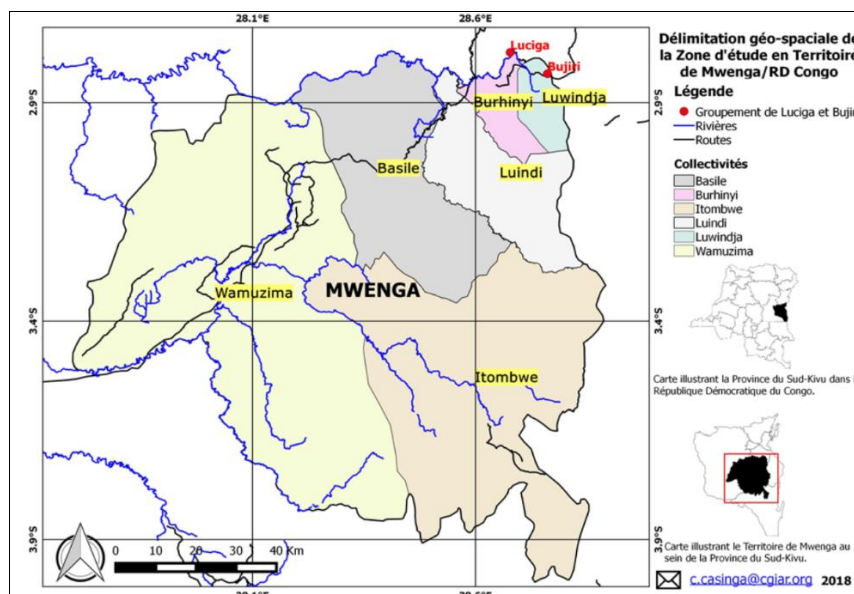 28.1°E
28.6°E
Luciga
Bujiri
2.9°S
2.9°S
Burhinyi
Luwindja
Basile
Luindi
Wamuzima
MWENGA
3.4°S
3.4°S
Itombwe
3.9°S
3.9°S
0 10 20 30 40 Km
28.6°E
Délimitation géo-spaciale de
la Zone d'étude en Territoire
de Mwenga/RD Congo
Légende
Groupement de Luciga et Bujiri
Rivières
Routes
Collectivités
Basile
Burhinyi
Itombwe
Luindi
Luwindja
Wamuzima
Carte illustrant la Province du Sud-Kivu dans l
République Démocratique du Congo.
Carte illustrant le Territoire de Mwenga au
sein de la Province du Sud-Kivu.
c.casinga@cgiar.org 2018